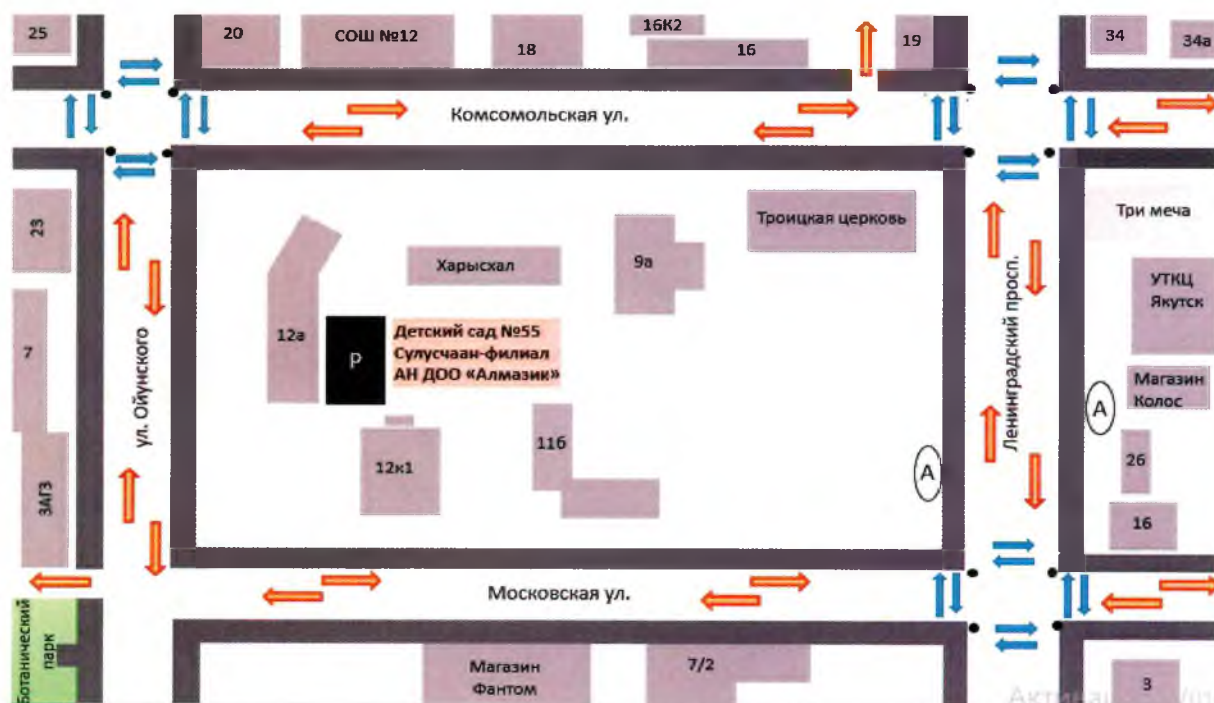 25
20
СОШ №12
18
16К2
16
19
34
34а
Комсомольская ул.
23
Троицкая церковь
Три меча
Харысхал
9а
УТКЦ
Якутск
12а
Р
Детский сад №55
Сулусчаан-филиал
АН ДОО «Алмазик»
7
ул. Ойунского
Ленинградский просп.
Магазин
Колос
А
11б
12к1
А
2б
ЗАГЗ
1б
Московская ул.
Ботанический
парк
Магазин
Фантом
7/2
3